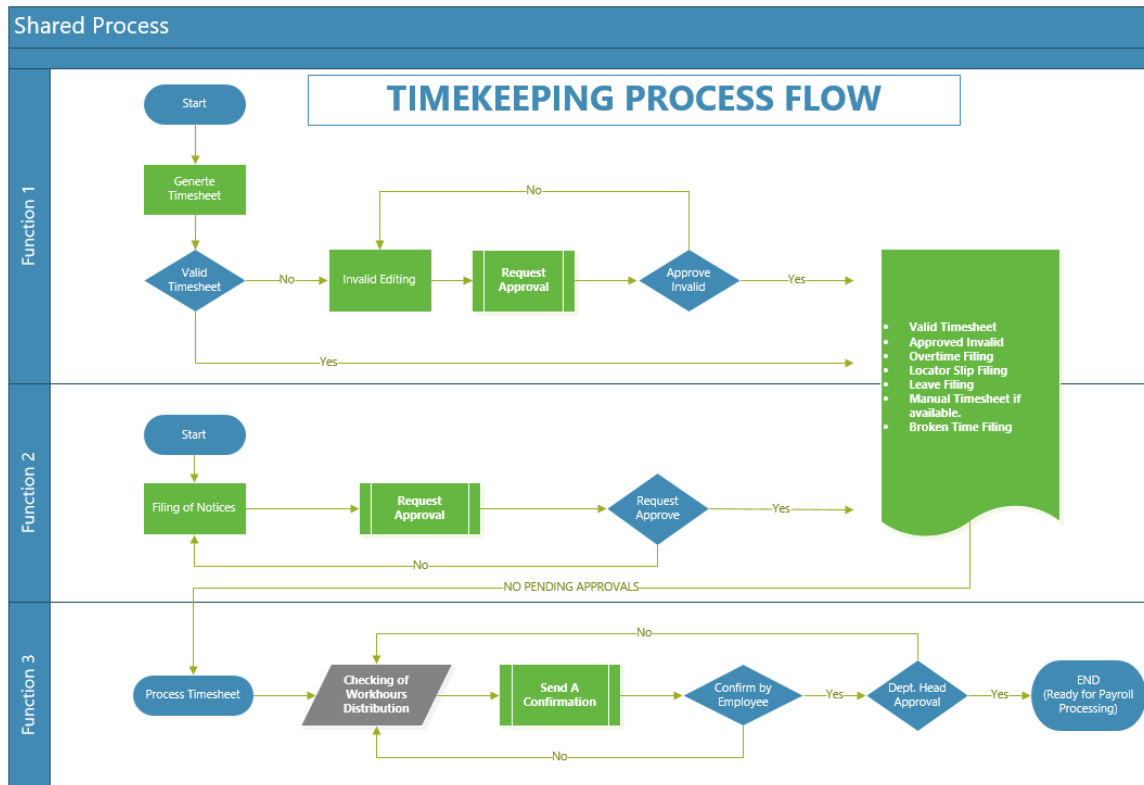 Shared Process
TIMEKEEPING PROCESS FLOW
Function 1
Start
Generte
Timesheet
Valid
Timesheet
No
Invalid Editing
Request
Approval
Approve
Invalid
No
Yes
Yes
• Valid Timesheet
• Approved Invalid
• Overtime Filing
• Locator Slip Filing
• Leave Filing
• Manual Timesheet if
available.
• Broken Time Filing
Function 2
Start
Filing of Notices
Request
Approval
Request
Approve
Yes
No
NO PENDING APPROVALS
Function 3
Process Timesheet
Checking of
Workhours
Distribution
Send A
Confirmation
Confirm by
Employee
Yes
Dept. Head
Approval
Yes
END
(Ready for Payroll
Processing)
No
No